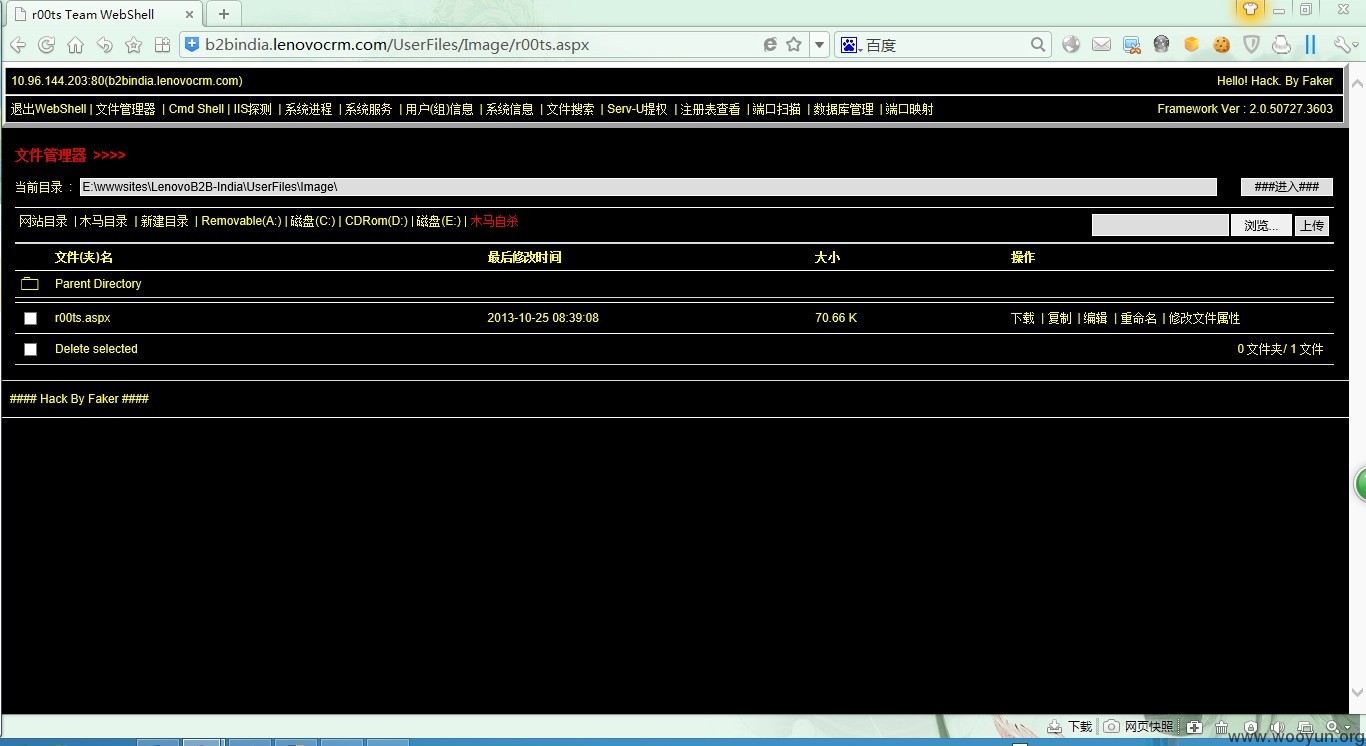 r00ts Team WebShell
b2bindia.lenovocrm.com/UserFiles/Image/r00ts.aspx
百度
10.96.144.203:80(b2bindia.lenovocrm.com)
Hello! Hack. By Faker
退出WebShell | 文件管理器 | Cmd Shell | IIS探测 | 系统进程 | 系统服务 | 用户(组)信息 | 系统信息 | 文件搜索 | Serv-U提权 | 注册表查看 | 端口扫描 | 数据库管理 | 端口映射
Framework Ver : 2.0.50727.3603
文件管理器 >>>>
当前目录 : E:\wwwsites\LenovoB2B-India\UserFiles\Image\ ###进入###
网站目录 | 木马目录 | 新建目录 | Removable(A:) | 磁盘(C:) | CDRom(D:) | 磁盘(E:) | 木马自杀
浏览... 上传
文件(夹)名 最后修改时间 大小 操作
Parent Directory
r00ts.aspx 2013-10-25 08:39:08 70.66 K 下载 | 复制 | 编辑 | 重命名 | 修改文件属性
Delete selected 0 文件夹/ 1 文件
#### Hack By Faker ####
下载 网页快照
www.wooyun.org